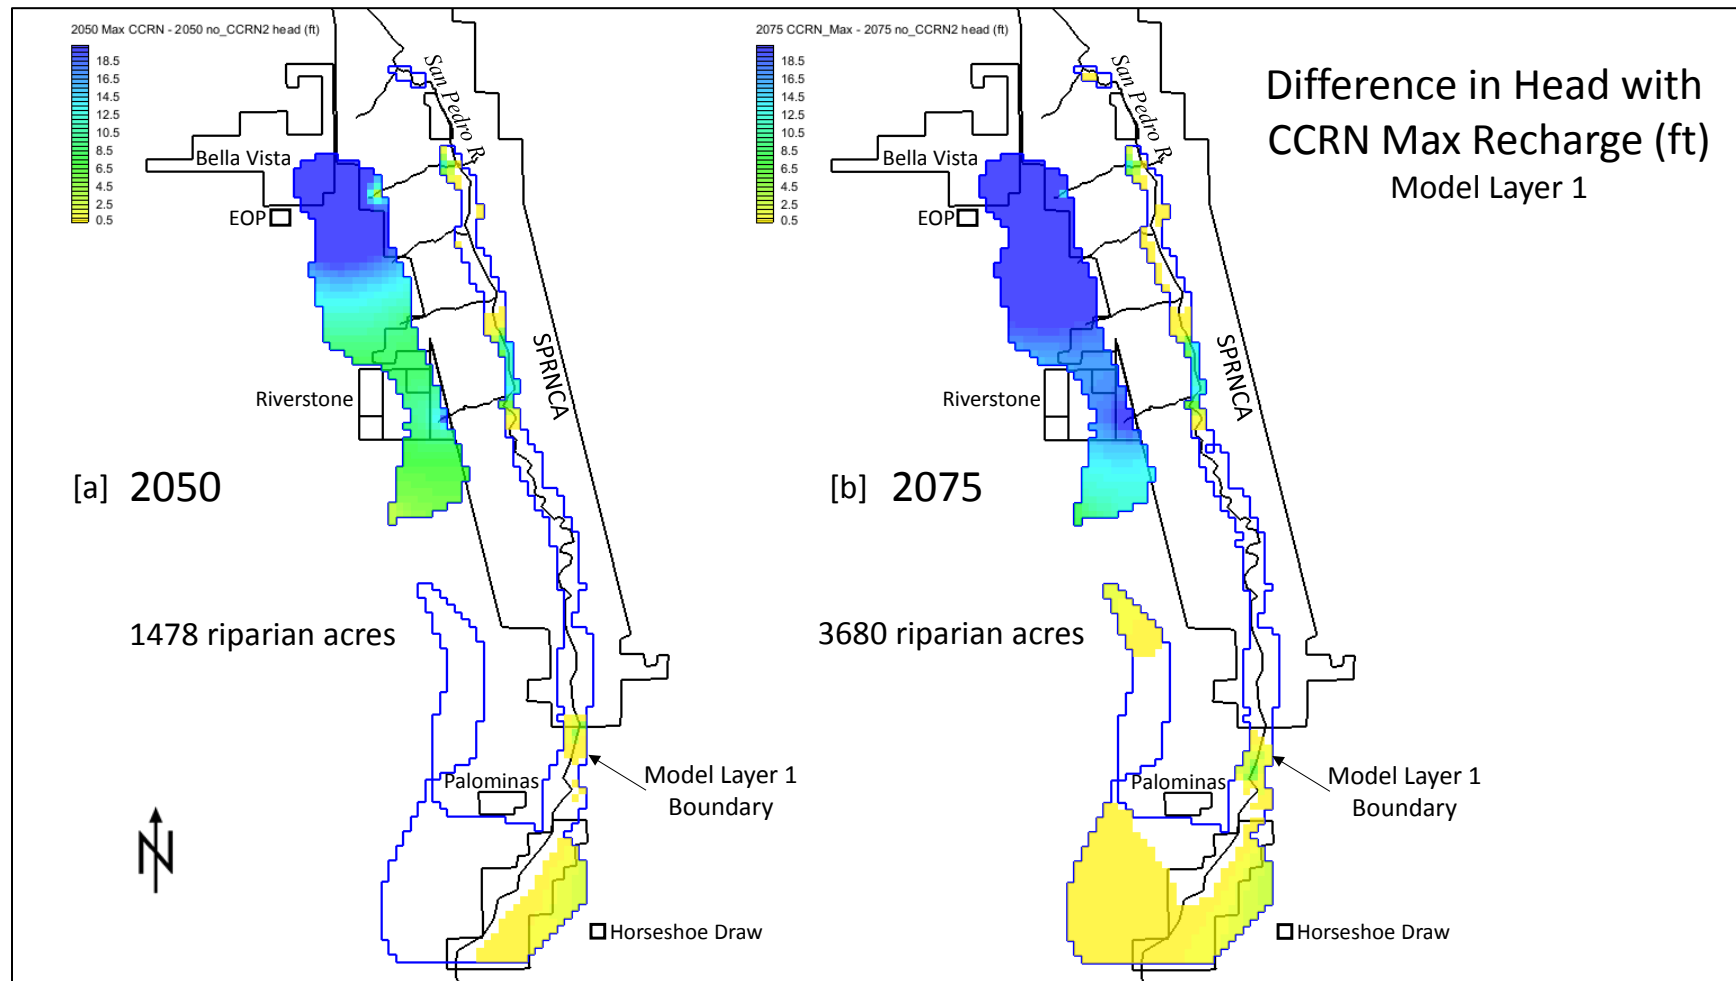 2050 Max CCRN - 2050 no_CCRN2 head (ft)
18.5
16.5
14.5
12.5
10.5
8.5
6.5
4.5
2.5
0.5
San Pedro R.
Bella Vista
EOP
Riverstone
SPRNCA
[a] 2050
1478 riparian acres
Palominas
Model Layer 1
Boundary
N
Horseshoe Draw
2075 CCRN_Max - 2075 no_CCRN2 head (ft)
18.5
16.5
14.5
12.5
10.5
8.5
6.5
4.5
2.5
0.5
San Pedro R.
Bella Vista
EOP
Riverstone
SPRNCA
[b] 2075
3680 riparian acres
Palominas
Model Layer 1
Boundary
Horseshoe Draw
Difference in Head with
CCRN Max Recharge (ft)
Model Layer 1